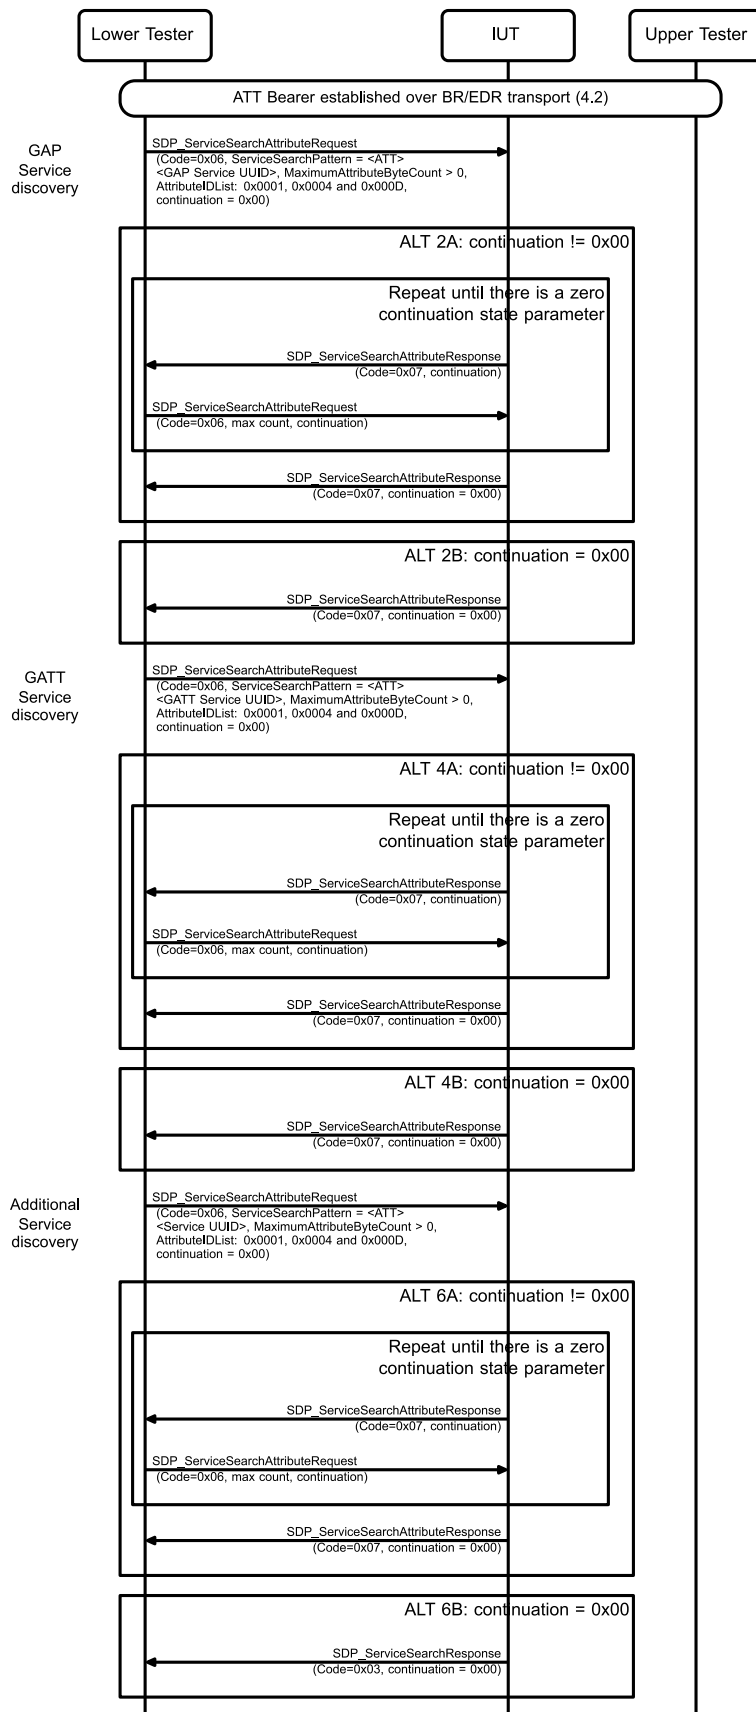 Lower Tester
IUT
Upper Tester
ATT Bearer established over BR/EDR transport (4.2)
GAP
Service
discovery
SDP_ServiceSearchAttributeRequest
(Code=0x06, ServiceSearchPattern = <ATT>
<GAP Service UUID>, MaximumAttributeByteCount > 0,
AttributeIDList: 0x0001, 0x0004 and 0x000D,
continuation = 0x00)
ALT 2A: continuation != 0x00
Repeat until there is a zero
continuation state parameter
SDP_ServiceSearchAttributeResponse
(Code=0x07, continuation)
SDP_ServiceSearchAttributeRequest
(Code=0x06, max count, continuation)
SDP_ServiceSearchAttributeResponse
(Code=0x07, continuation = 0x00)
ALT 2B: continuation = 0x00
SDP_ServiceSearchAttributeResponse
(Code=0x07, continuation = 0x00)
GATT
Service
discovery
SDP_ServiceSearchAttributeRequest
(Code=0x06, ServiceSearchPattern = <ATT>
<GATT Service UUID>, MaximumAttributeByteCount > 0,
AttributeIDList: 0x0001, 0x0004 and 0x000D,
continuation = 0x00)
ALT 4A: continuation != 0x00
Repeat until there is a zero
continuation state parameter
SDP_ServiceSearchAttributeResponse
(Code=0x07, continuation)
SDP_ServiceSearchAttributeRequest
(Code=0x06, max count, continuation)
SDP_ServiceSearchAttributeResponse
(Code=0x07, continuation = 0x00)
ALT 4B: continuation = 0x00
SDP_ServiceSearchAttributeResponse
(Code=0x07, continuation = 0x00)
Additional
Service
discovery
SDP_ServiceSearchAttributeRequest
(Code=0x06, ServiceSearchPattern = <ATT>
<Service UUID>, MaximumAttributeByteCount > 0,
AttributeIDList: 0x0001, 0x0004 and 0x000D,
continuation = 0x00)
ALT 6A: continuation != 0x00
Repeat until there is a zero
continuation state parameter
SDP_ServiceSearchAttributeResponse
(Code=0x07, continuation)
SDP_ServiceSearchAttributeRequest
(Code=0x06, max count, continuation)
SDP_ServiceSearchAttributeResponse
(Code=0x07, continuation = 0x00)
ALT 6B: continuation = 0x00
SDP_ServiceSearchResponse
(Code=0x03, continuation = 0x00)